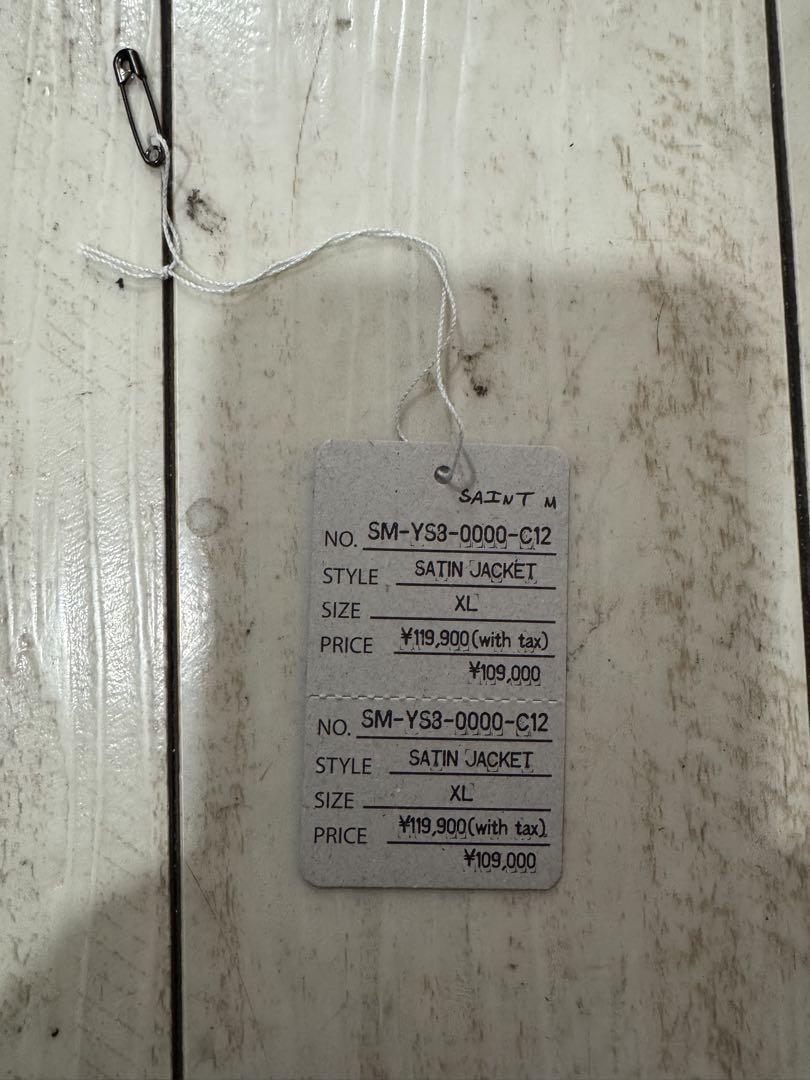 SAINT M
NO. SM-YS3-0000-C12
STYLE SATIN JACKET
SIZE XL
PRICE ¥119,900(with tax)
¥109,000
NO. SM-YS3-0000-C12
STYLE SATIN JACKET
SIZE XL
PRICE ¥119,900(with tax)
¥109,000